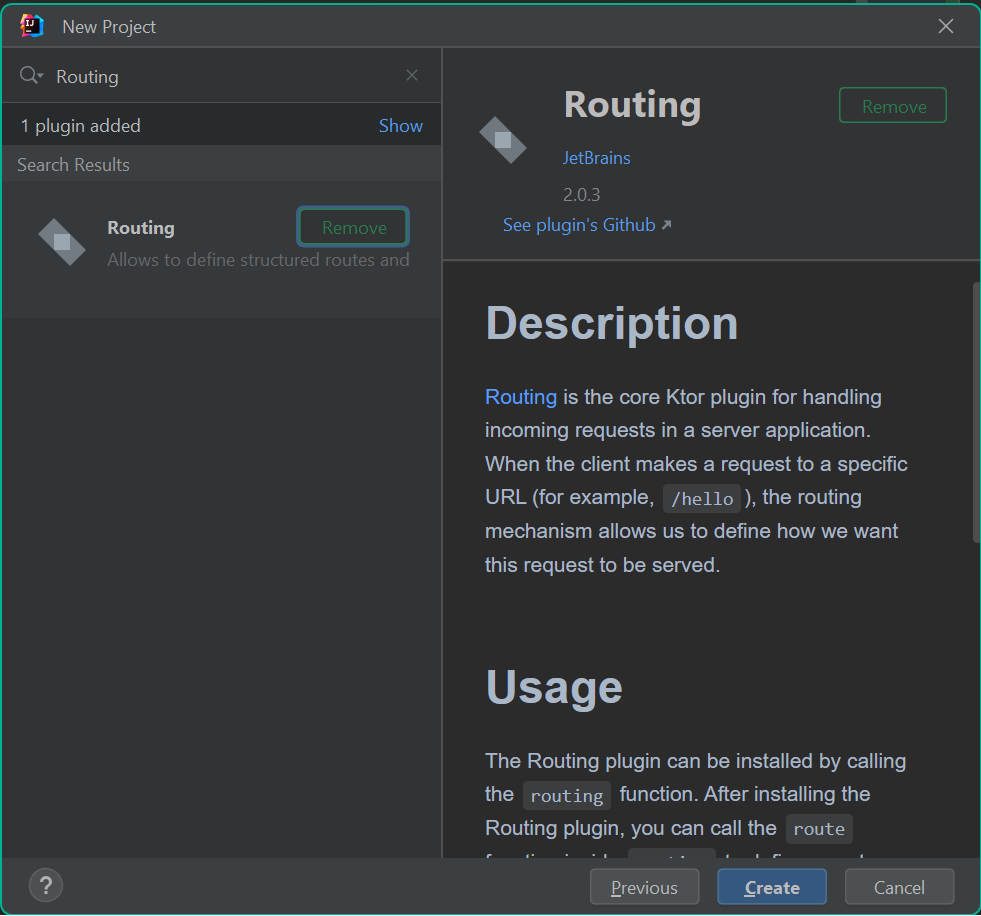 New Project
Routing
1 plugin added
Show
Search Results
Routing
Remove
Allows to define structured routes and
Routing
Remove
JetBrains
2.0.3
See plugin's Github
Description
Routing is the core Ktor plugin for handling
incoming requests in a server application.
When the client makes a request to a specific
URL (for example, /hello ), the routing
mechanism allows us to define how we want
this request to be served.
Usage
The Routing plugin can be installed by calling
the routing function. After installing the
Routing plugin, you can call the route
?
Previous
Create
Cancel